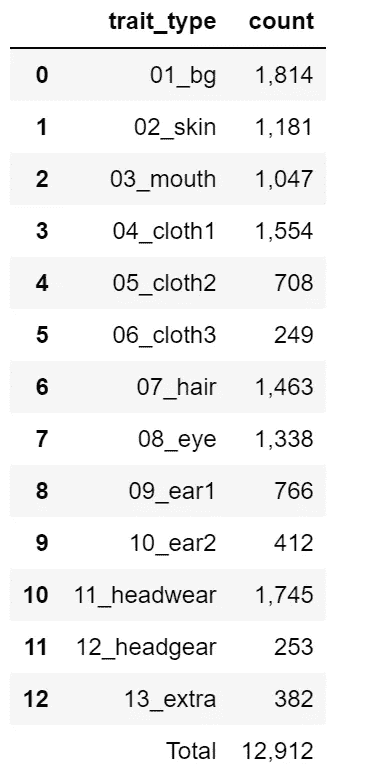 trait_type count
0 01_bg 1,814
1 02_skin 1,181
2 03_mouth 1,047
3 04_cloth1 1,554
4 05_cloth2 708
5 06_cloth3 249
6 07_hair 1,463
7 08_eye 1,338
8 09_ear1 766
9 10_ear2 412
10 11_headwear 1,745
11 12_headgear 253
12 13_extra 382
Total 12,912